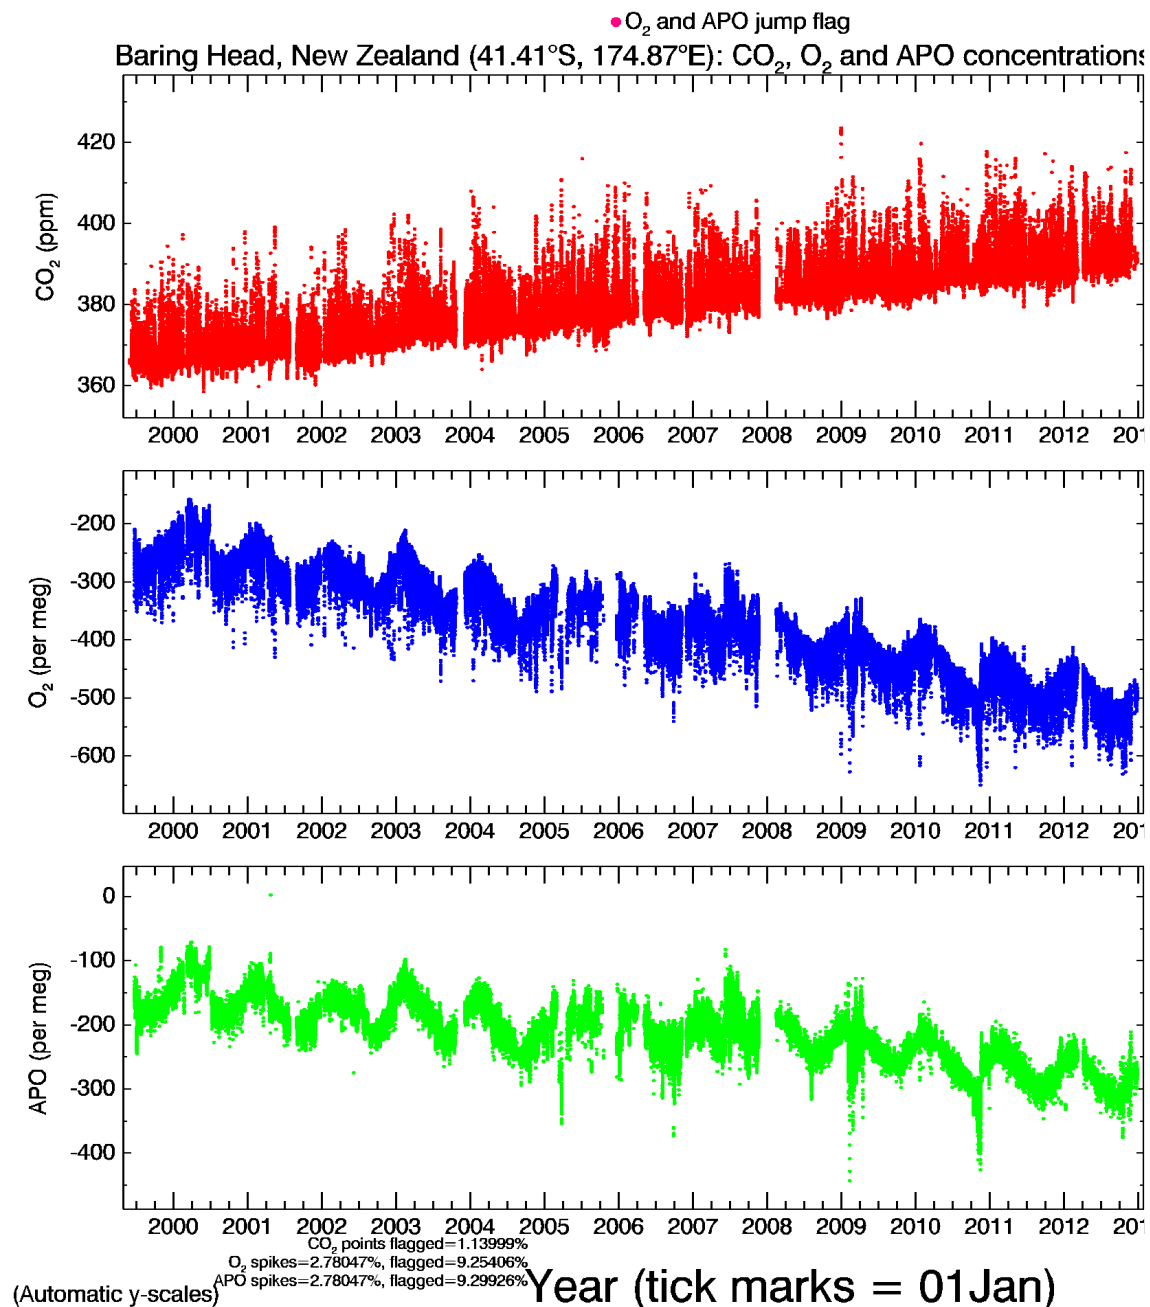 O₂ and APO jump flag
Baring Head, New Zealand (41.41°S, 174.87°E): CO₂, O₂ and APO concentrations
CO₂ (ppm)
420
400
380
360
2000 2001 2002 2003 2004 2005 2006 2007 2008 2009 2010 2011 2012 201
O₂ (per meg)
-200
-300
-400
-500
-600
2000 2001 2002 2003 2004 2005 2006 2007 2008 2009 2010 2011 2012 201
APO (per meg)
0
-100
-200
-300
-400
2000 2001 2002 2003 2004 2005 2006 2007 2008 2009 2010 2011 2012 201
CO₂ points flagged=1.13999%
O₂ spikes=2.78047%, flagged=9.25406%
APO spikes=2.78047%, flagged=9.29926%
(Automatic y-scales)
Year (tick marks = 01Jan)